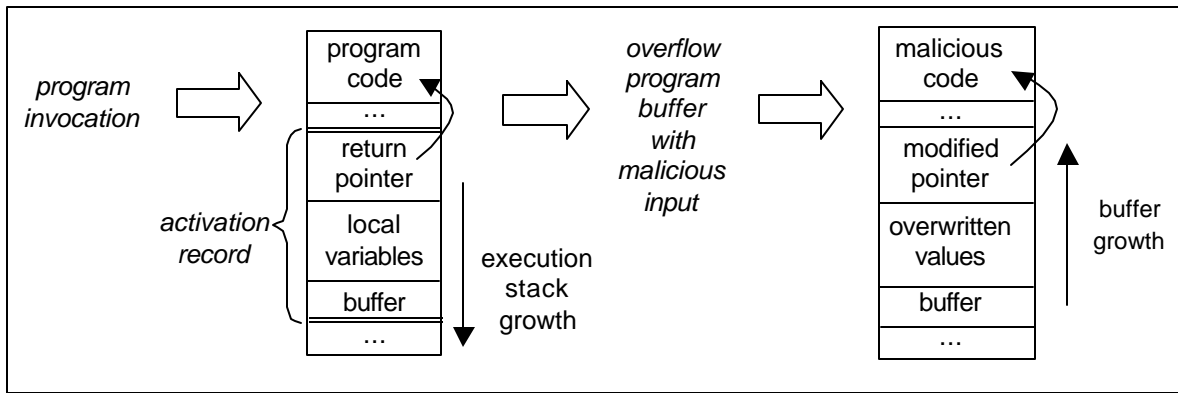 program
invocation
program
code
...
return
pointer
local
variables
buffer
...
activation
record
execution
stack
growth
overflow
program
buffer
with
malicious
input
malicious
code
...
modified
pointer
overwritten
values
buffer
...
buffer
growth